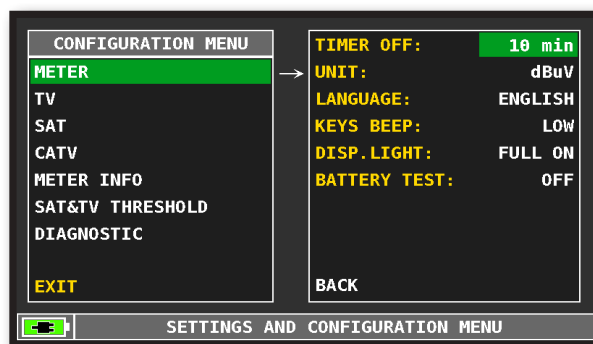 CONFIGURATION MENU
METER
TV
SAT
CATV
METER INFO
SAT&TV THRESHOLD
DIAGNOSTIC
EXIT
TIMER OFF: 10 min
UNIT: dBuV
LANGUAGE: ENGLISH
KEYS BEEP: LOW
DISP.LIGHT: FULL ON
BATTERY TEST: OFF
BACK
SETTINGS AND CONFIGURATION MENU